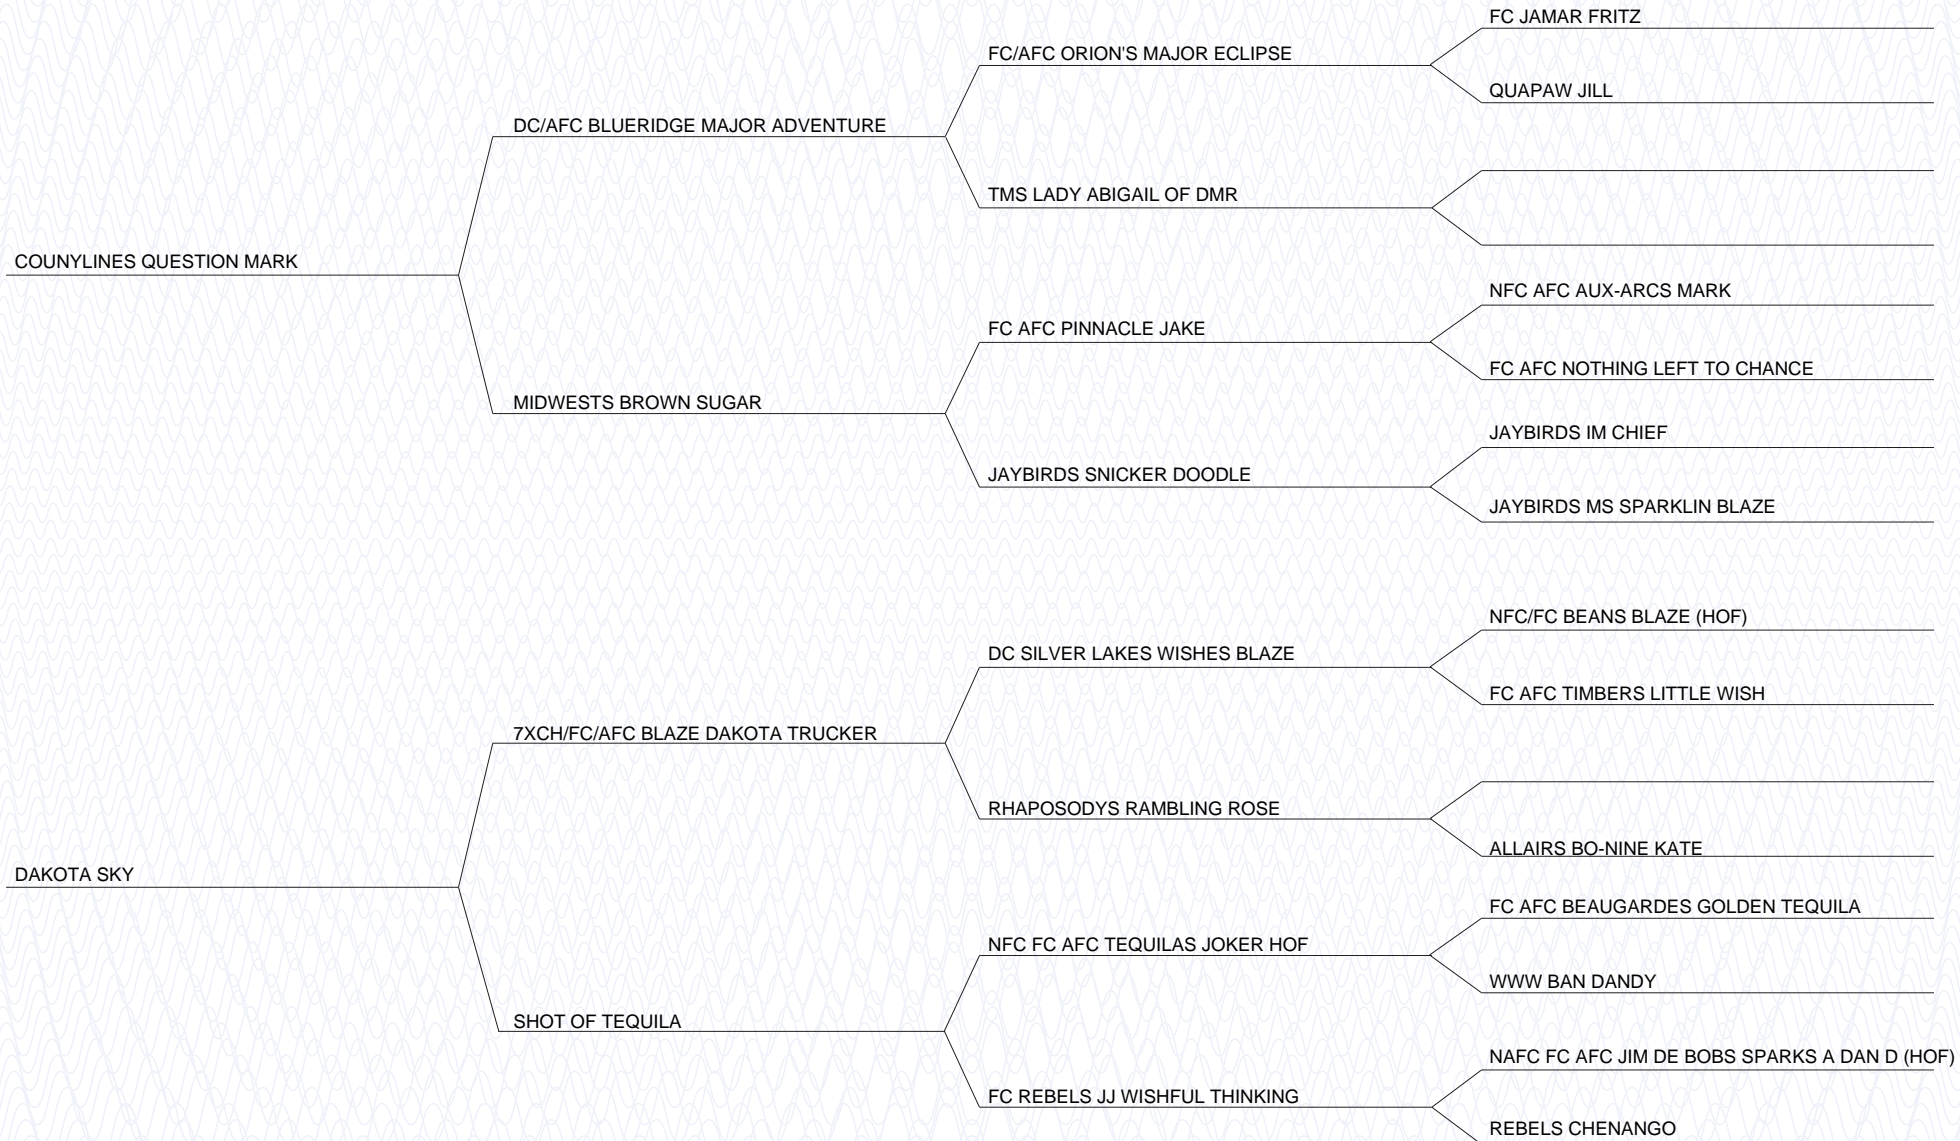 FC JAMAR FRITZ
FC/AFC ORION'S MAJOR ECLIPSE
QUAPAW JILL
DC/AFC BLUERIDGE MAJOR ADVENTURE
TMS LADY ABIGAIL OF DMR
COUNYLINES QUESTION MARK
NFC AFC AUX-ARCS MARK
FC AFC PINNACLE JAKE
FC AFC NOTHING LEFT TO CHANCE
MIDWESTS BROWN SUGAR
JAYBIRDS IM CHIEF
JAYBIRDS SNICKER DOODLE
JAYBIRDS MS SPARKLIN BLAZE
NFC/FC BEANS BLAZE (HOF)
DC SILVER LAKES WISHES BLAZE
FC AFC TIMBERS LITTLE WISH
7XCH/FC/AFC BLAZE DAKOTA TRUCKER
RHAPOSODYS RAMBLING ROSE
ALLAIRS BO-NINE KATE
DAKOTA SKY
FC AFC BEAUGARDES GOLDEN TEQUILA
NFC FC AFC TEQUILAS JOKER HOF
WWW BAN DANDY
SHOT OF TEQUILA
NAFC FC AFC JIM DE BOBS SPARKS A DAN D (HOF)
FC REBELS JJ WISHFUL THINKING
REBELS CHENANGO